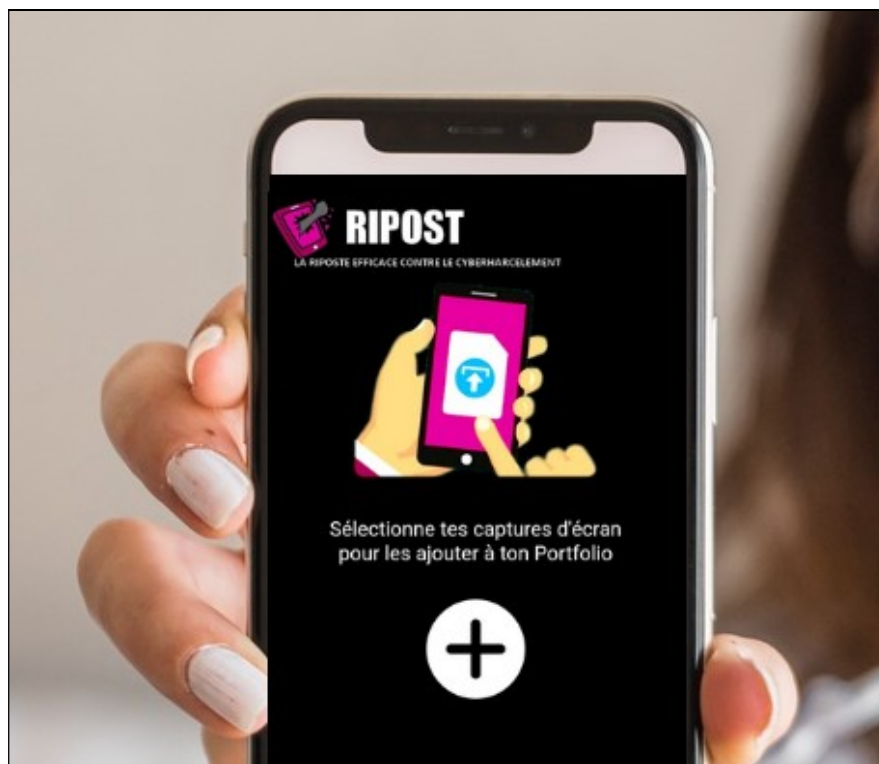 RIPOST
LA RIPOSTE EFFICACE CONTRE LE CYBERHARCELEMENT
Sélectionne tes captures d'écran
pour les ajouter à ton Portfolio